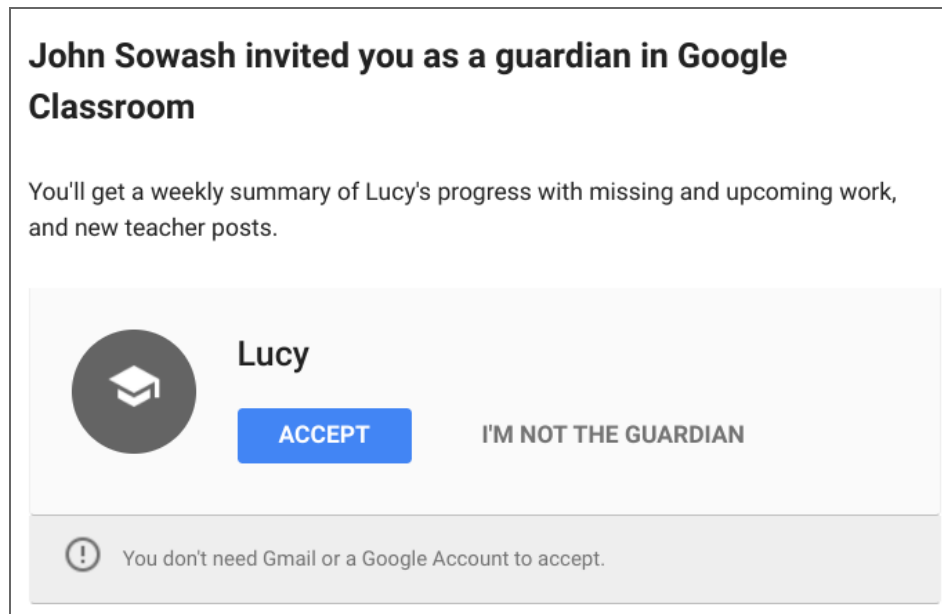 John Sowash invited you as a guardian in Google
Classroom
You'll get a weekly summary of Lucy's progress with missing and upcoming work,
and new teacher posts.
Lucy
ACCEPT I'M NOT THE GUARDIAN
You don't need Gmail or a Google Account to accept.